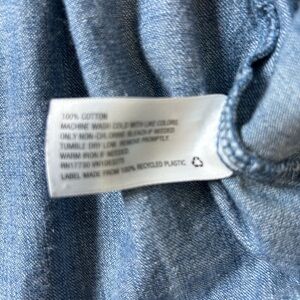 100% COTTON
MACHINE WASH COLD WITH LIKE COLORS.
ONLY NON-CHLORINE BLEACH IF NEEDED
TUMBLE DRY LOW. REMOVE PROMPTLY.
WARM IRON IF NEEDED
RN17730
LABEL MADE FROM 100% RECYCLED PLASTIC